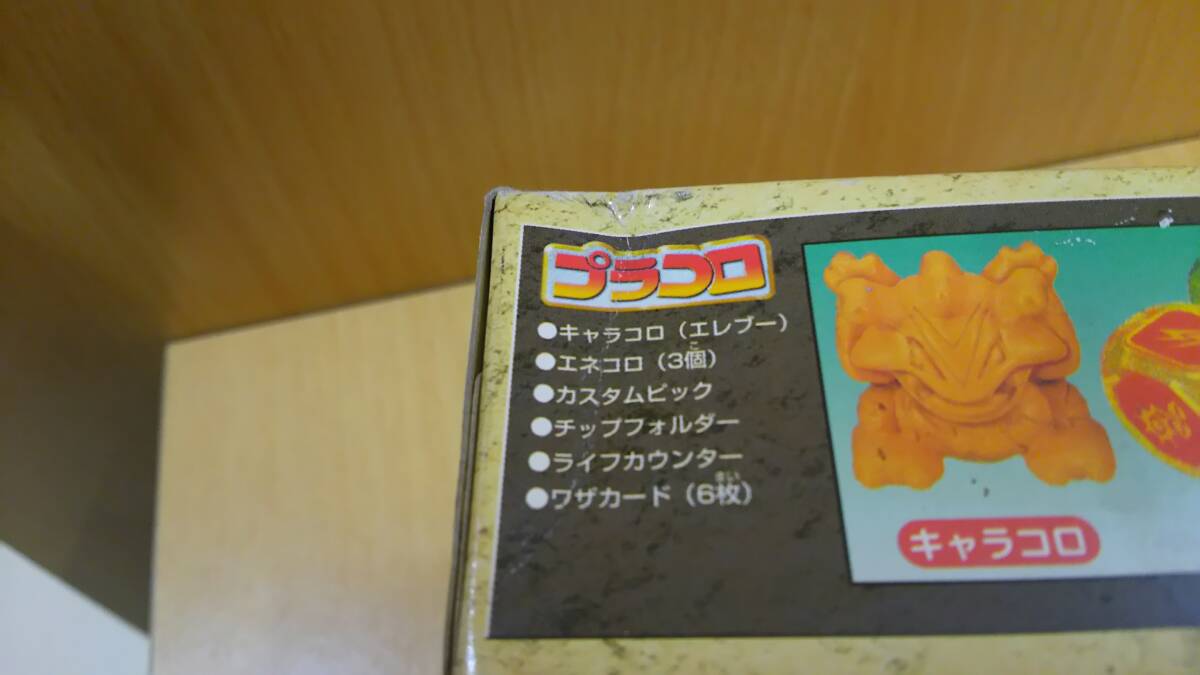 プラコロ
●キャラコロ（エレブー）
●エネコロ（3個）
●カスタムピック
●チップフォルダー
●ライフカウンター
●ワザカード（6枚）
キャラコロ